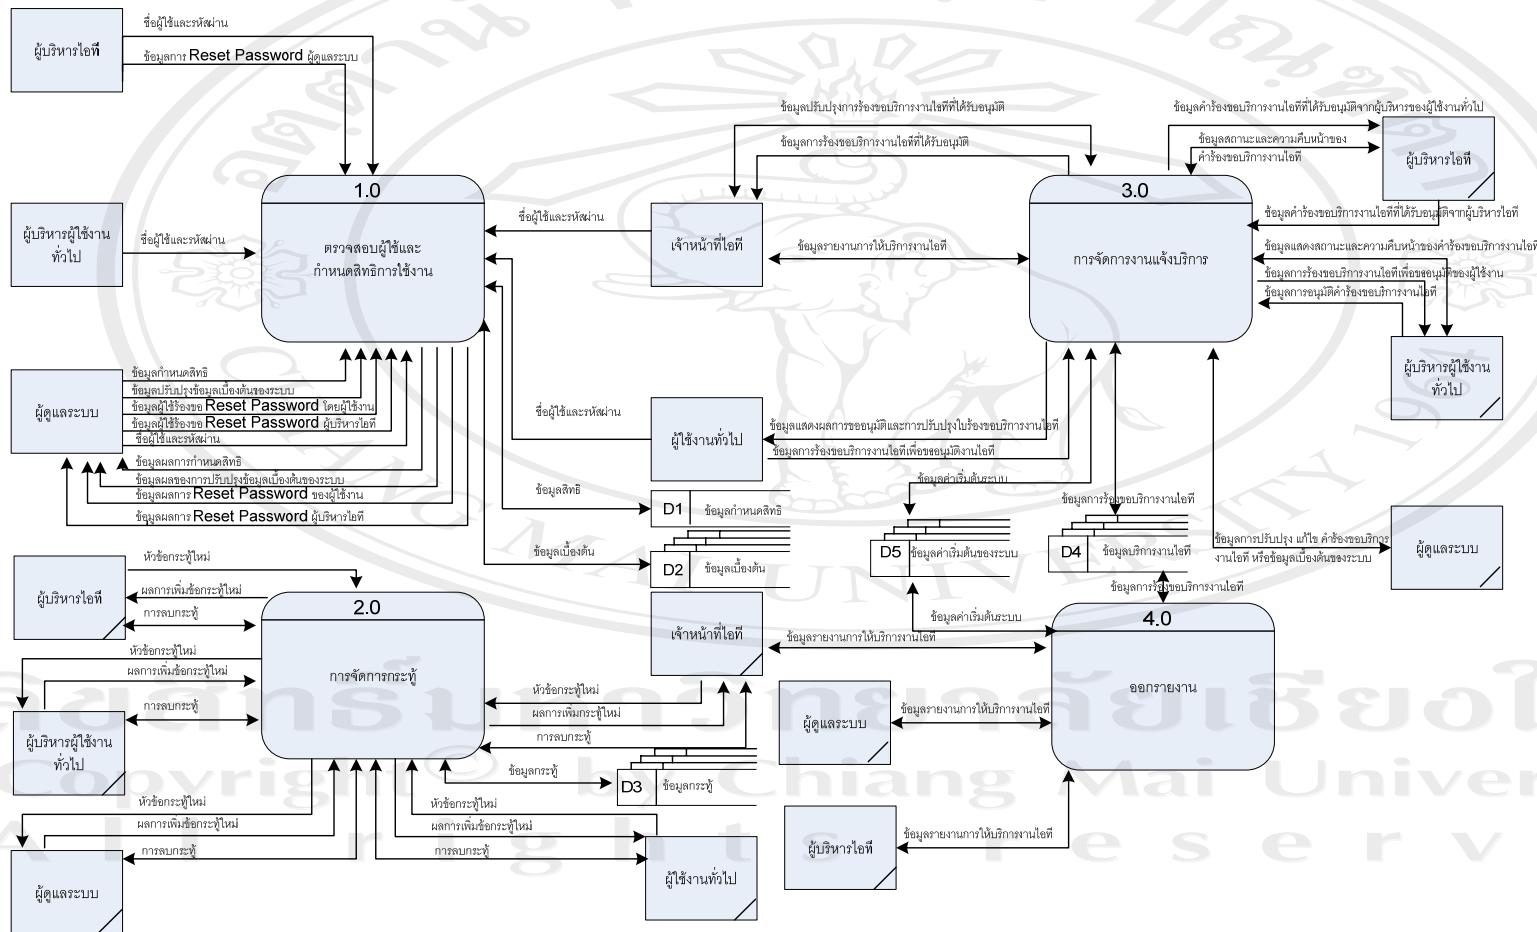 ผู้บริหารไอที
ชื่อผู้ใช้และรหัสผ่าน
ข้อมูลการ Reset Password ผู้ดูแลระบบ
1.0
ตรวจสอบผู้ใช้และ
กำหนดสิทธิการใช้งาน
ผู้บริหารผู้ใช้งาน
ทั่วไป
ชื่อผู้ใช้และรหัสผ่าน
ชื่อผู้ใช้และรหัสผ่าน
เจ้าหน้าที่ไอที
ข้อมูลปรับปรุงการร้องขอบริการงานไอทีที่ได้รับอนุมัติ
ข้อมูลการร้องขอบริการงานไอทีที่ได้รับอนุมัติ
ข้อมูลรายงานการให้บริการงานไอที
3.0
การจัดการงานแจ้งบริการ
ข้อมูลคำร้องขอบริการงานไอทีที่ได้รับอนุมัติจากผู้บริหารของผู้ใช้งานทั่วไป
ข้อมูลสถานะและความคืบหน้าของ
คำร้องขอบริการงานไอที
ผู้บริหารไอที
ข้อมูลคำร้องขอบริการงานไอทีที่ได้รับอนุมัติจากผู้บริหารไอที
ข้อมูลแสดงสถานะและความคืบหน้าของคำร้องขอบริการงานไอที
ข้อมูลการร้องขอบริการงานไอทีเพื่อขออนุมัติของผู้ใช้งาน
ข้อมูลการอนุมัติคำร้องขอบริการงานไอที
ผู้บริหารผู้ใช้งาน
ทั่วไป
ผู้ดูแลระบบ
ข้อมูลกำหนดสิทธิ
ข้อมูลปรับปรุงข้อมูลเบื้องต้นของระบบ
ข้อมูลผู้ใช้ร้องขอ Reset Password โดยผู้ใช้งาน
ข้อมูลผู้ใช้ร้องขอ Reset Password ผู้บริหารไอที
ชื่อผู้ใช้และรหัสผ่าน
ข้อมูลผลการกำหนดสิทธิ
ข้อมูลผลของการปรับปรุงข้อมูลเบื้องต้นของระบบ
ข้อมูลผลการ Reset Password ของผู้ใช้งาน
ข้อมูลผลการ Reset Password ผู้บริหารไอที
ชื่อผู้ใช้และรหัสผ่าน
ผู้ใช้งานทั่วไป
ข้อมูลแสดงผลการขออนุมัติและการปรับปรุงใบร้องขอบริการงานไอที
ข้อมูลการร้องขอบริการงานไอทีเพื่อขออนุมัติงานไอที
ข้อมูลสิทธิ
D1
ข้อมูลกำหนดสิทธิ
ข้อมูลเบื้องต้น
D2
ข้อมูลเบื้องต้น
ข้อมูลค่าเริ่มต้นระบบ
D5
ข้อมูลค่าเริ่มต้นของระบบ
ข้อมูลการร้องขอบริการงานไอที
D4
ข้อมูลบริการงานไอที
ข้อมูลการร้องขอบริการงานไอที
ข้อมูลการปรับปรุง แก้ไข คำร้องขอบริการ
งานไอที หรือข้อมูลเบื้องต้นของระบบ
ผู้ดูแลระบบ
ผู้บริหารไอที
หัวข้อกระทู้ใหม่
ผลการเพิ่มข้อกระทู้ใหม่
การลบกระทู้
2.0
การจัดการกระทู้
หัวข้อกระทู้ใหม่
ผลการเพิ่มข้อกระทู้ใหม่
การลบกระทู้
ผู้บริหารผู้ใช้งาน
ทั่วไป
หัวข้อกระทู้ใหม่
ผลการเพิ่มข้อกระทู้ใหม่
การลบกระทู้
ผู้ดูแลระบบ
เจ้าหน้าที่ไอที
หัวข้อกระทู้ใหม่
ผลการเพิ่มกระทู้ใหม่
การลบกระทู้
ข้อมูลกระทู้
D3
ข้อมูลกระทู้
หัวข้อกระทู้ใหม่
ผลการเพิ่มข้อกระทู้ใหม่
การลบกระทู้
ผู้ใช้งานทั่วไป
ข้อมูลค่าเริ่มต้นระบบ
ข้อมูลรายงานการให้บริการงานไอที
4.0
ออกรายงาน
ผู้ดูแลระบบ
ข้อมูลรายงานการให้บริการงานไอที
ผู้บริหารไอที
ข้อมูลรายงานการให้บริการงานไอที
CHIANG MAI UNIVERSITY 1964
Copyright © by Chiang Mai Univer
All rights reserv